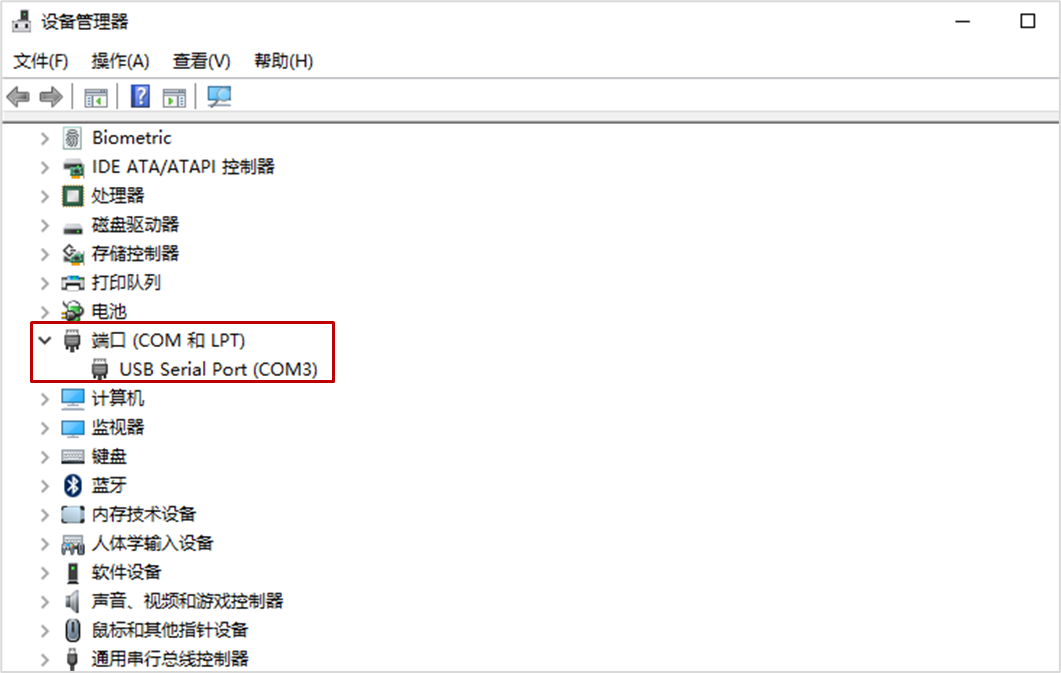 设备管理器
文件(F) 操作(A) 查看(V) 帮助(H)
Biometric
IDE ATA/ATAPI 控制器
处理器
磁盘驱动器
存储控制器
打印队列
电池
端口 (COM 和 LPT)
USB Serial Port (COM3)
计算机
监视器
键盘
蓝牙
内存技术设备
人体学输入设备
软件设备
声音、视频和游戏控制器
鼠标和其他指针设备
通用串行总线控制器